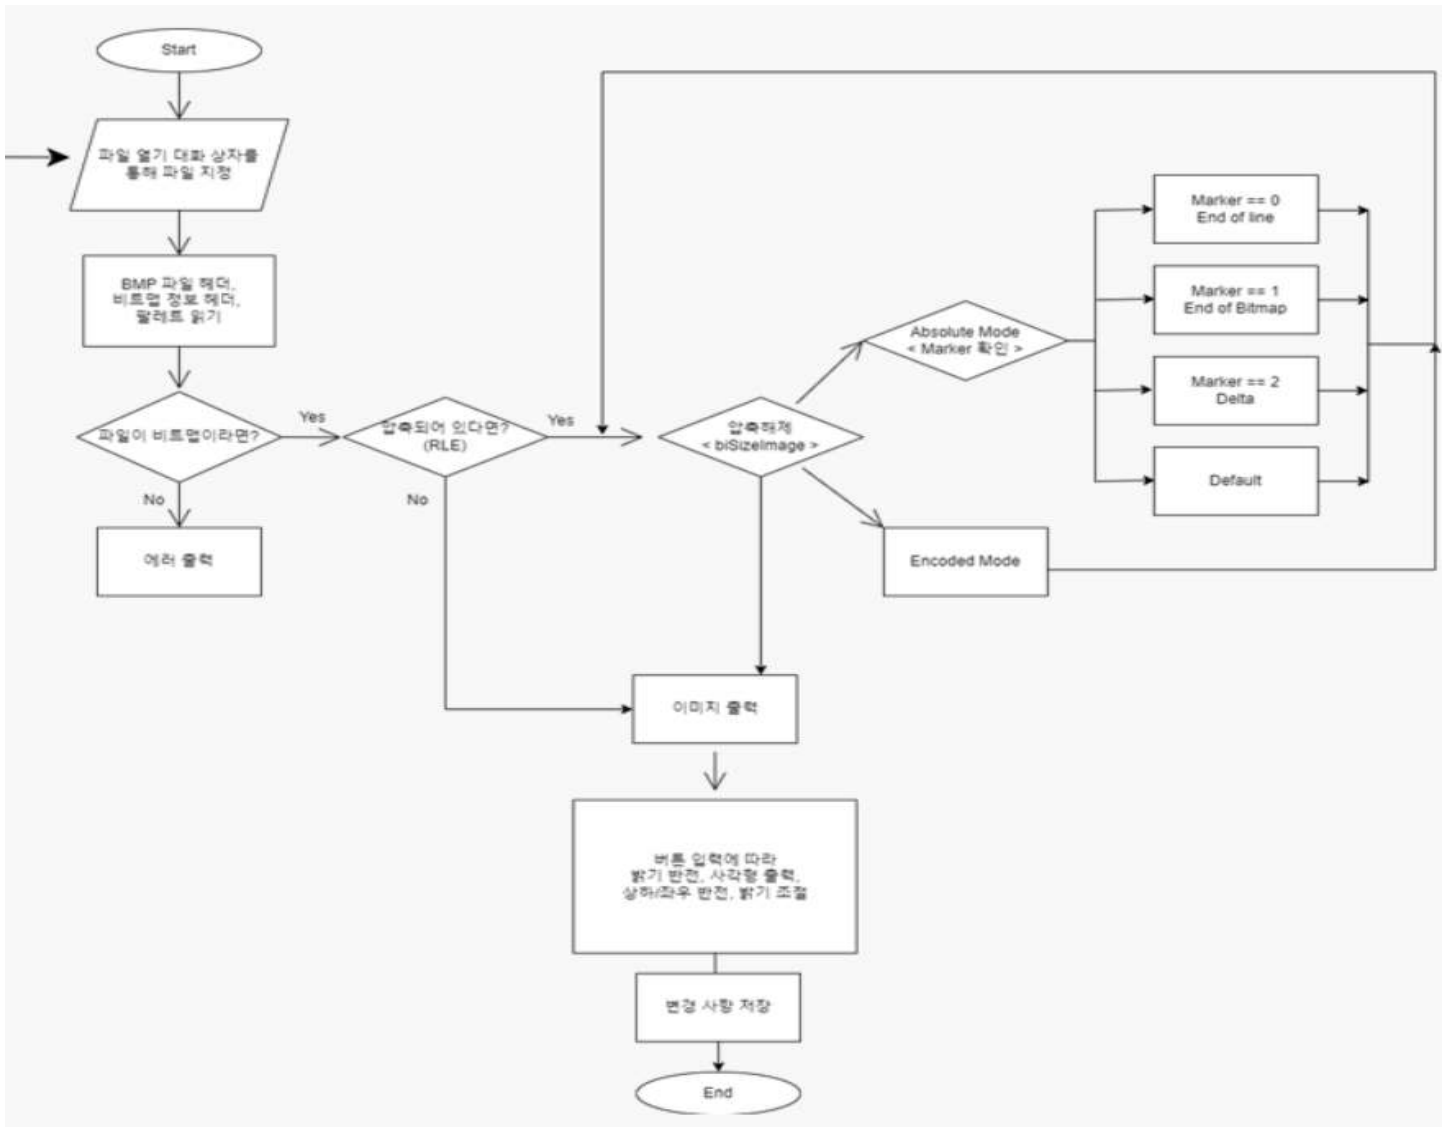 Start
파일 열기 대화 상자를
통해 파일 지정
BMP 파일 헤더,
비트맵 정보 헤더,
팔레트 읽기
파일이 비트맵이라면?
Yes
No
에러 출력
압축되어 있다면?
(RLE)
Yes
No
압축해제
< biSizeImage >
Absolute Mode
< Marker 확인 >
Marker == 0
End of line
Marker == 1
End of Bitmap
Marker == 2
Delta
Default
Encoded Mode
이미지 출력
버튼 입력에 따라
밝기 반전, 사각형 출력,
상하/좌우 반전, 밝기 조절
변경 사항 저장
End